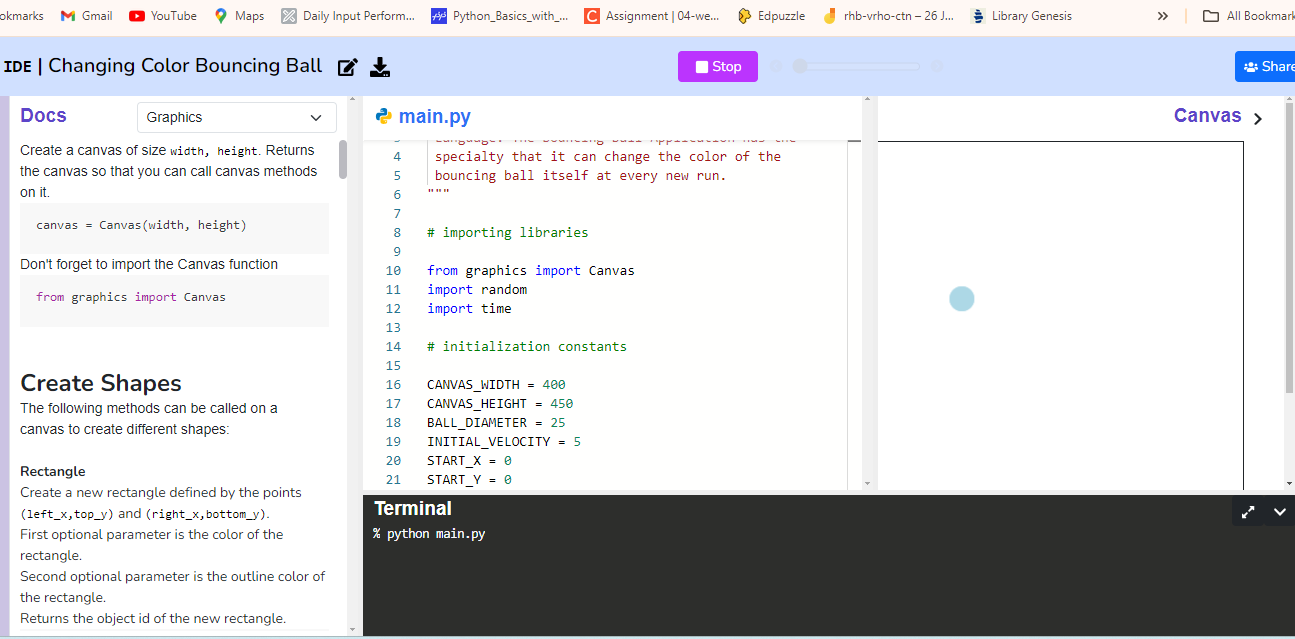 okmarks
Gmail
YouTube
Maps
Daily Input Perform...
Python_Basics_with_...
Assignment | 04-we...
Edpuzzle
rhb-vrho-ctn – 26 J...
Library Genesis
»
All Bookmark
IDE | Changing Color Bouncing Ball
Stop
Share
Docs
Graphics
Create a canvas of size width, height. Returns
the canvas so that you can call canvas methods
on it.
canvas = Canvas(width, height)
Don't forget to import the Canvas function
from graphics import Canvas
Create Shapes
The following methods can be called on a
canvas to create different shapes:
Rectangle
Create a new rectangle defined by the points
(left_x,top_y) and (right_x,bottom_y).
First optional parameter is the color of the
rectangle.
Second optional parameter is the outline color of
the rectangle.
Returns the object id of the new rectangle.
main.py
3 language. The Bouncing Ball Application has the
4 specialty that it can change the color of the
5 bouncing ball itself at every new run.
6 """
7
8 # importing libraries
9
10 from graphics import Canvas
11 import random
12 import time
13
14 # initialization constants
15
16 CANVAS_WIDTH = 400
17 CANVAS_HEIGHT = 450
18 BALL_DIAMETER = 25
19 INITIAL_VELOCITY = 5
20 START_X = 0
21 START_Y = 0
Canvas
Terminal
% python main.py